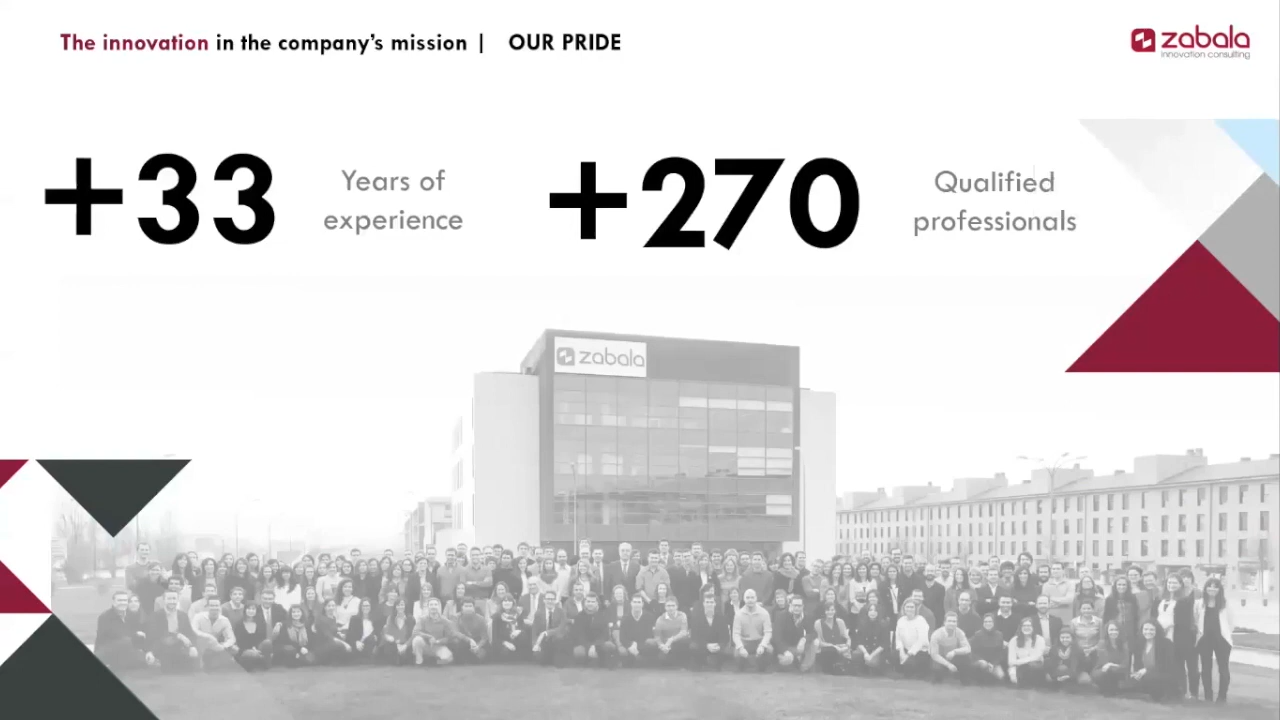 The innovation in the company's mission | OUR PRIDE
zabala
innovation consulting
+33
Years of
experience
+270
Qualified
professionals
zabala